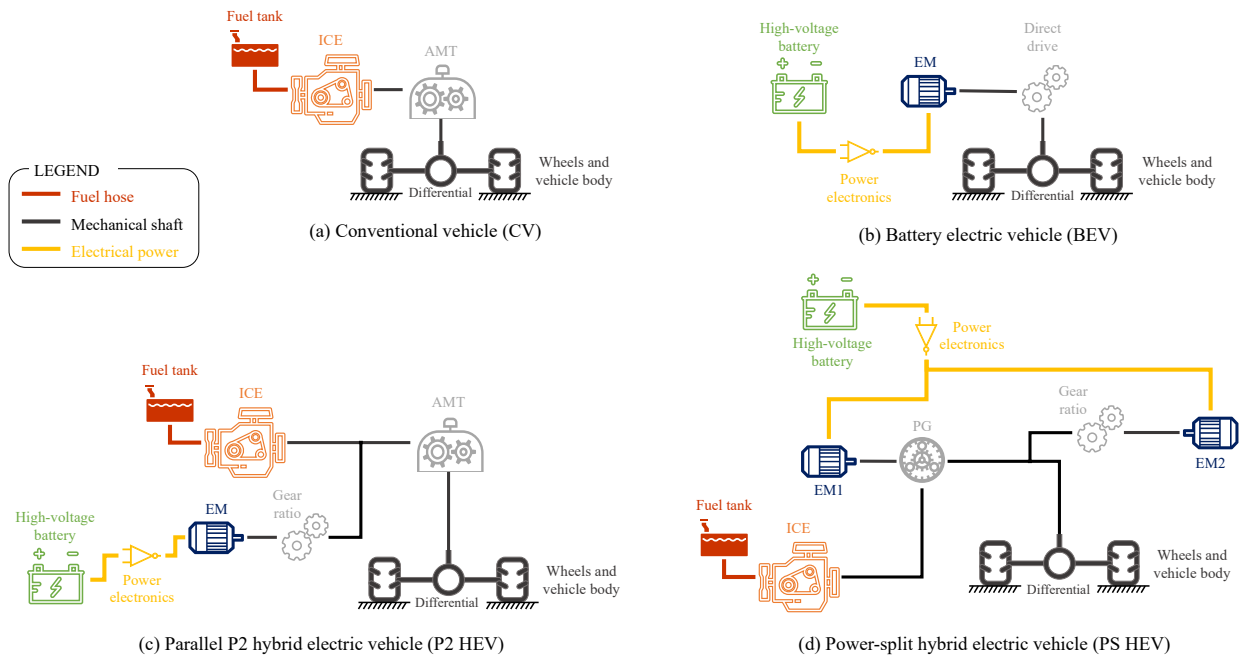 Fuel tank
ICE
AMT
Differential
Wheels and
vehicle body
(a) Conventional vehicle (CV)
LEGEND
Fuel hose
Mechanical shaft
Electrical power
High-voltage
battery
EM
Direct
drive
Power
electronics
Differential
Wheels and
vehicle body
(b) Battery electric vehicle (BEV)
Fuel tank
ICE
AMT
High-voltage
battery
EM
Gear
ratio
Power
electronics
Differential
Wheels and
vehicle body
(c) Parallel P2 hybrid electric vehicle (P2 HEV)
High-voltage
battery
Power
electronics
Gear
ratio
PG
EM1
EM2
Fuel tank
ICE
Differential
Wheels and
vehicle body
(d) Power-split hybrid electric vehicle (PS HEV)